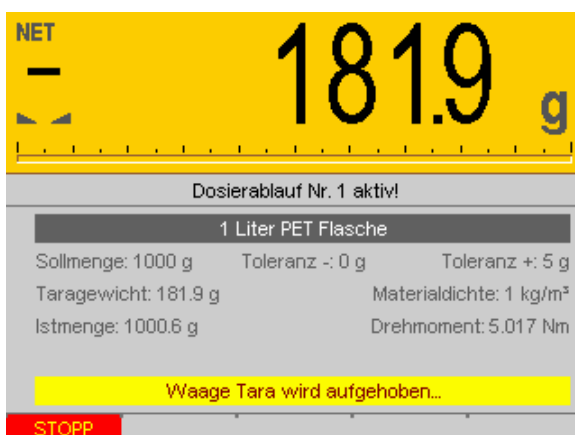 NET
– 181.9 g
Dosierablauf Nr. 1 aktiv!
1 Liter PET Flasche
Sollmenge: 1000 g Toleranz -: 0 g Toleranz +: 5 g
Taragewicht: 181.9 g Materialdichte: 1 kg/m³
Istmenge: 1000.6 g Drehmoment: 5.017 Nm
Waage Tara wird aufgehoben...
STOPP